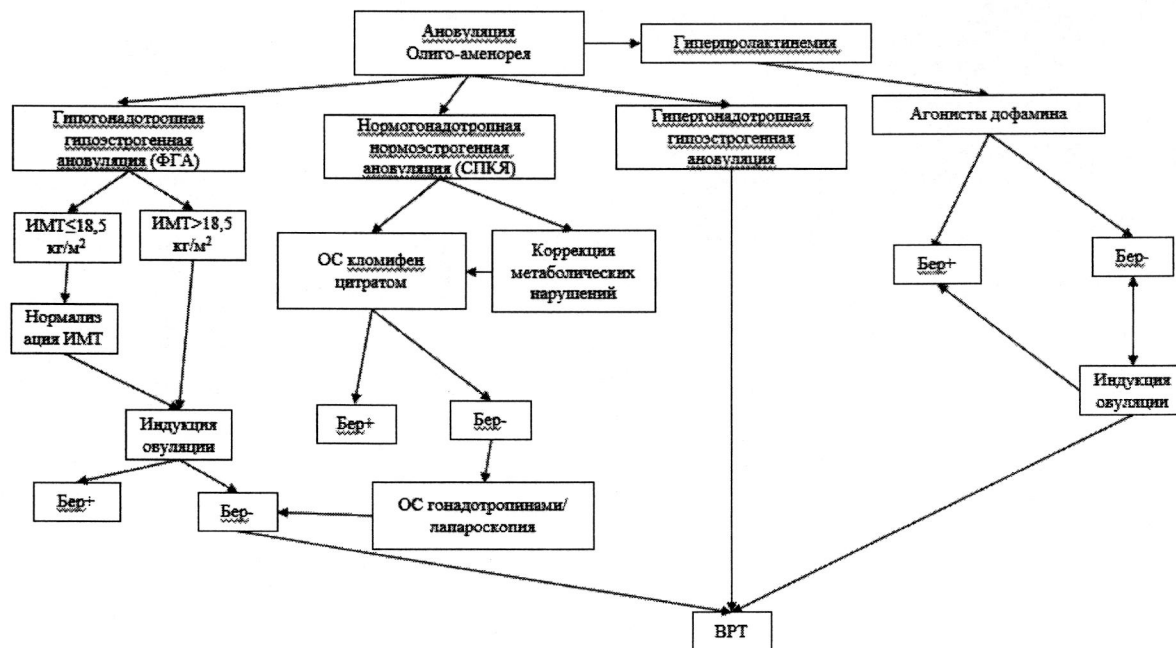 Ановуляция
Олиго-аменорея
Гиперпролактинемия
Гипогонадотропная
гипоэстрогенная
ановуляция (ФГА)
Нормогонадотропная
нормоэстрогенная
ановуляция (СПКЯ)
Гипергонадотропная
гипоэстрогенная
ановуляция
Агонисты дофамина
ИМТ≤18,5
кг/м²
ИМТ>18,5
кг/м²
ОС кломифен
цитратом
Коррекция
метаболических
нарушений
Бер+
Бер-
Нормализ
ация ИМТ
Индукция
овуляции
Бер+
Бер-
Индукция
овуляции
Бер+
Бер-
ОС гонадотропинами/
лапароскопия
ВРТ